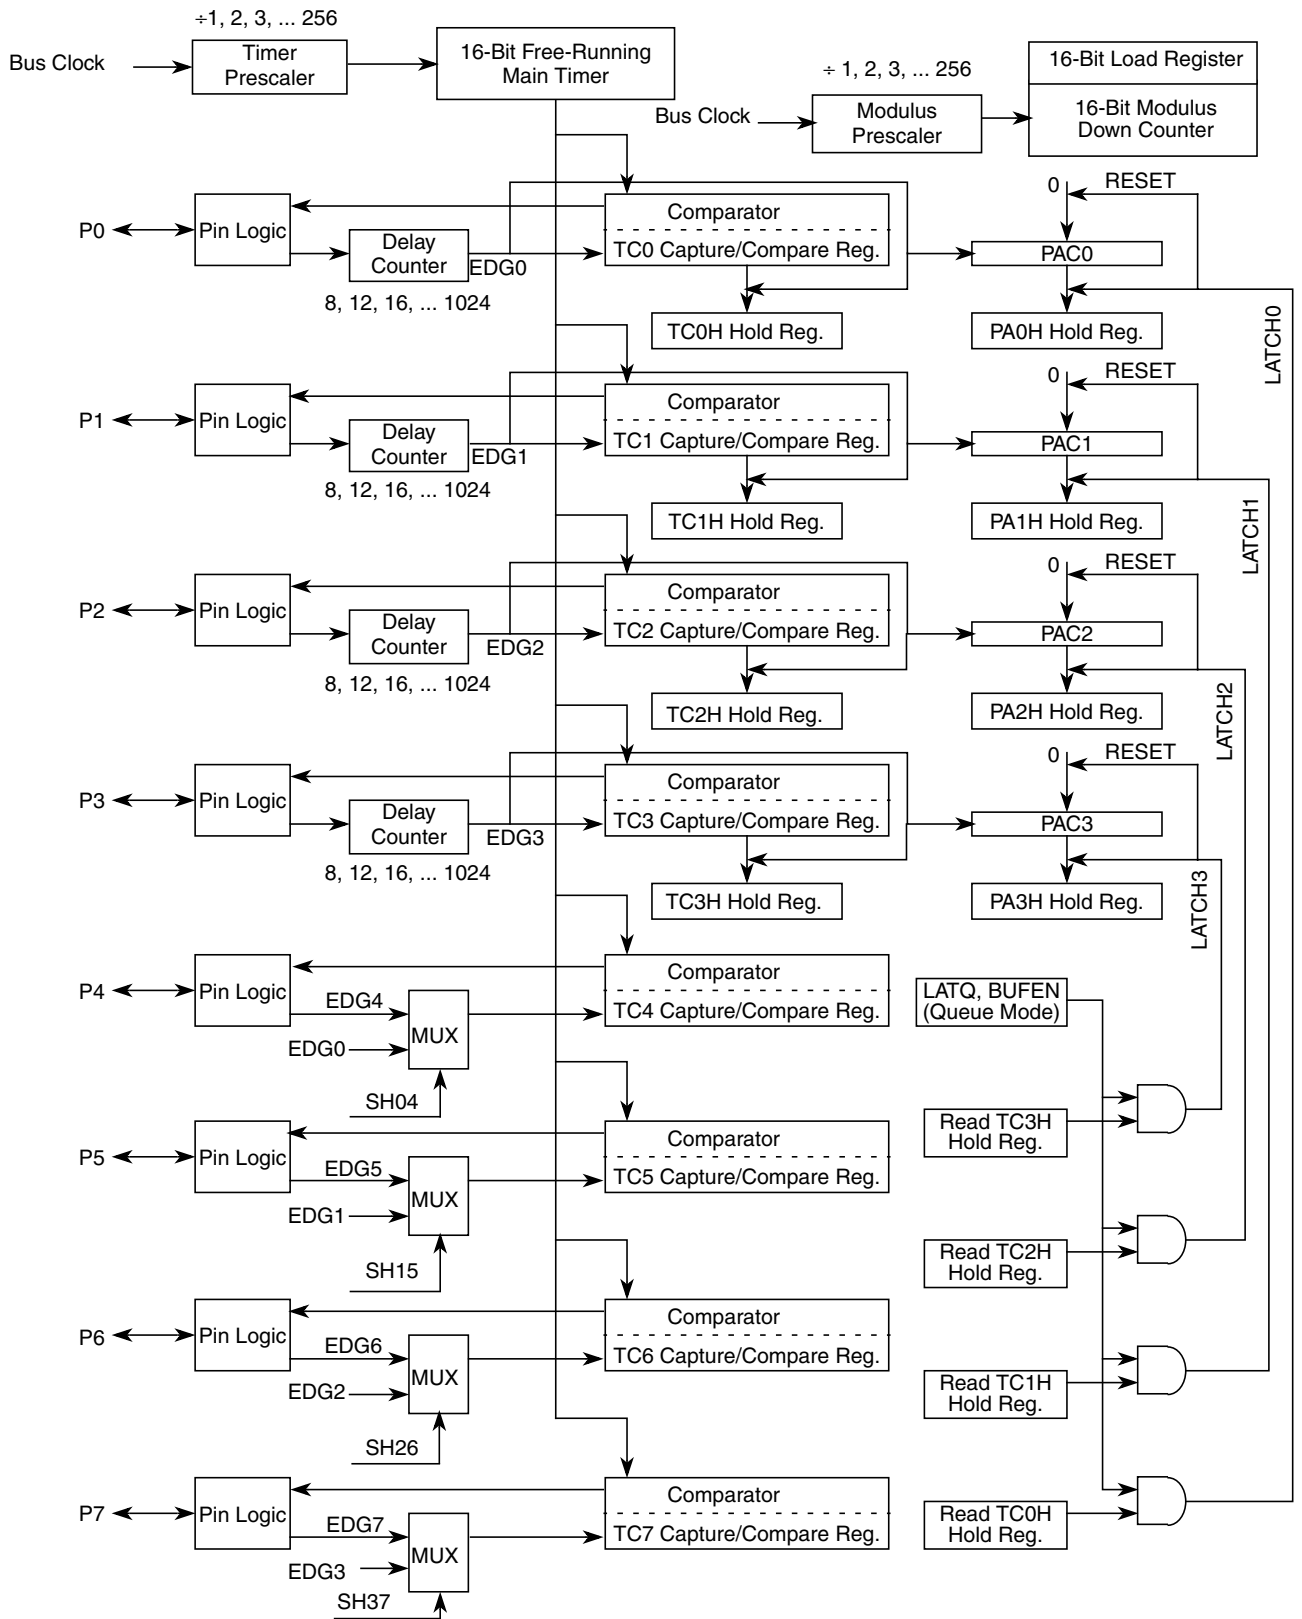 ÷1, 2, 3, ... 256
Bus Clock
Timer
Prescaler
16-Bit Free-Running
Main Timer
÷ 1, 2, 3, ... 256
Bus Clock
Modulus
Prescaler
16-Bit Load Register
16-Bit Modulus
Down Counter
P0
Pin Logic
Delay
Counter
8, 12, 16, ... 1024
EDG0
Comparator
TC0 Capture/Compare Reg.
TC0H Hold Reg.
0
RESET
PAC0
PA0H Hold Reg.
LATCH0
P1
Pin Logic
Delay
Counter
8, 12, 16, ... 1024
EDG1
Comparator
TC1 Capture/Compare Reg.
TC1H Hold Reg.
0
RESET
PAC1
PA1H Hold Reg.
LATCH1
P2
Pin Logic
Delay
Counter
8, 12, 16, ... 1024
EDG2
Comparator
TC2 Capture/Compare Reg.
TC2H Hold Reg.
0
RESET
PAC2
PA2H Hold Reg.
LATCH2
P3
Pin Logic
Delay
Counter
8, 12, 16, ... 1024
EDG3
Comparator
TC3 Capture/Compare Reg.
TC3H Hold Reg.
0
RESET
PAC3
PA3H Hold Reg.
LATCH3
P4
Pin Logic
EDG4
EDG0
MUX
SH04
Comparator
TC4 Capture/Compare Reg.
LATQ, BUFEN
(Queue Mode)
Read TC3H
Hold Reg.
P5
Pin Logic
EDG5
EDG1
MUX
SH15
Comparator
TC5 Capture/Compare Reg.
Read TC2H
Hold Reg.
P6
Pin Logic
EDG6
EDG2
MUX
SH26
Comparator
TC6 Capture/Compare Reg.
Read TC1H
Hold Reg.
P7
Pin Logic
EDG7
EDG3
MUX
SH37
Comparator
TC7 Capture/Compare Reg.
Read TC0H
Hold Reg.